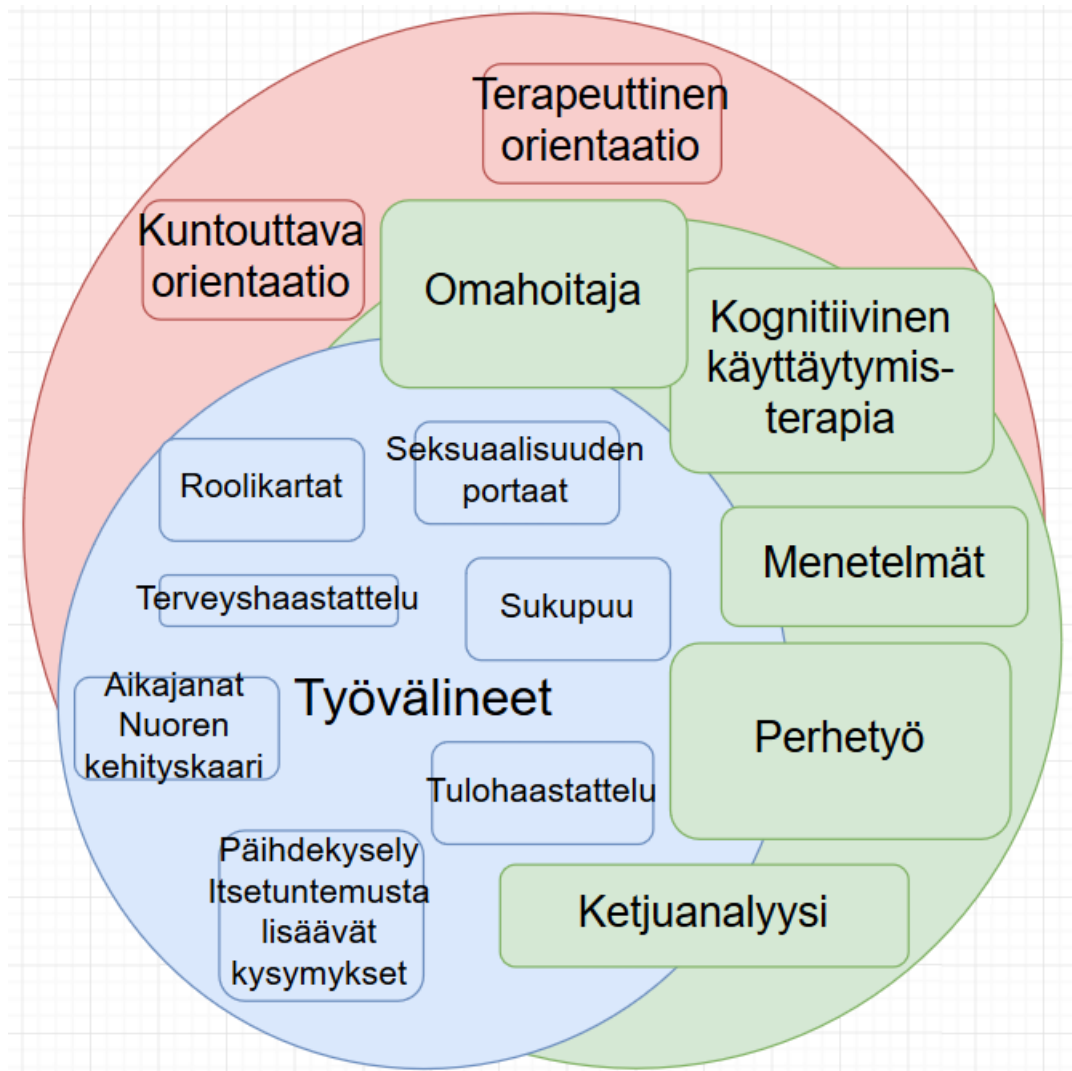 Terapeuttinen
orientaatio
Kuntouttava
orientaatio
Omahoitaja
Kognitiivinen
käyttäytymis-
terapia
Seksuaalisuuden
portaat
Roolikartat
Menetelmät
Terveyshaastattelu
Sukupuu
Aikajanat
Nuoren
kehityskaari
Työvälineet
Perhetyö
Tulohaastattelu
Päihdekysely
Itsetuntemusta
lisäävät
kysymykset
Ketjuanalyysi